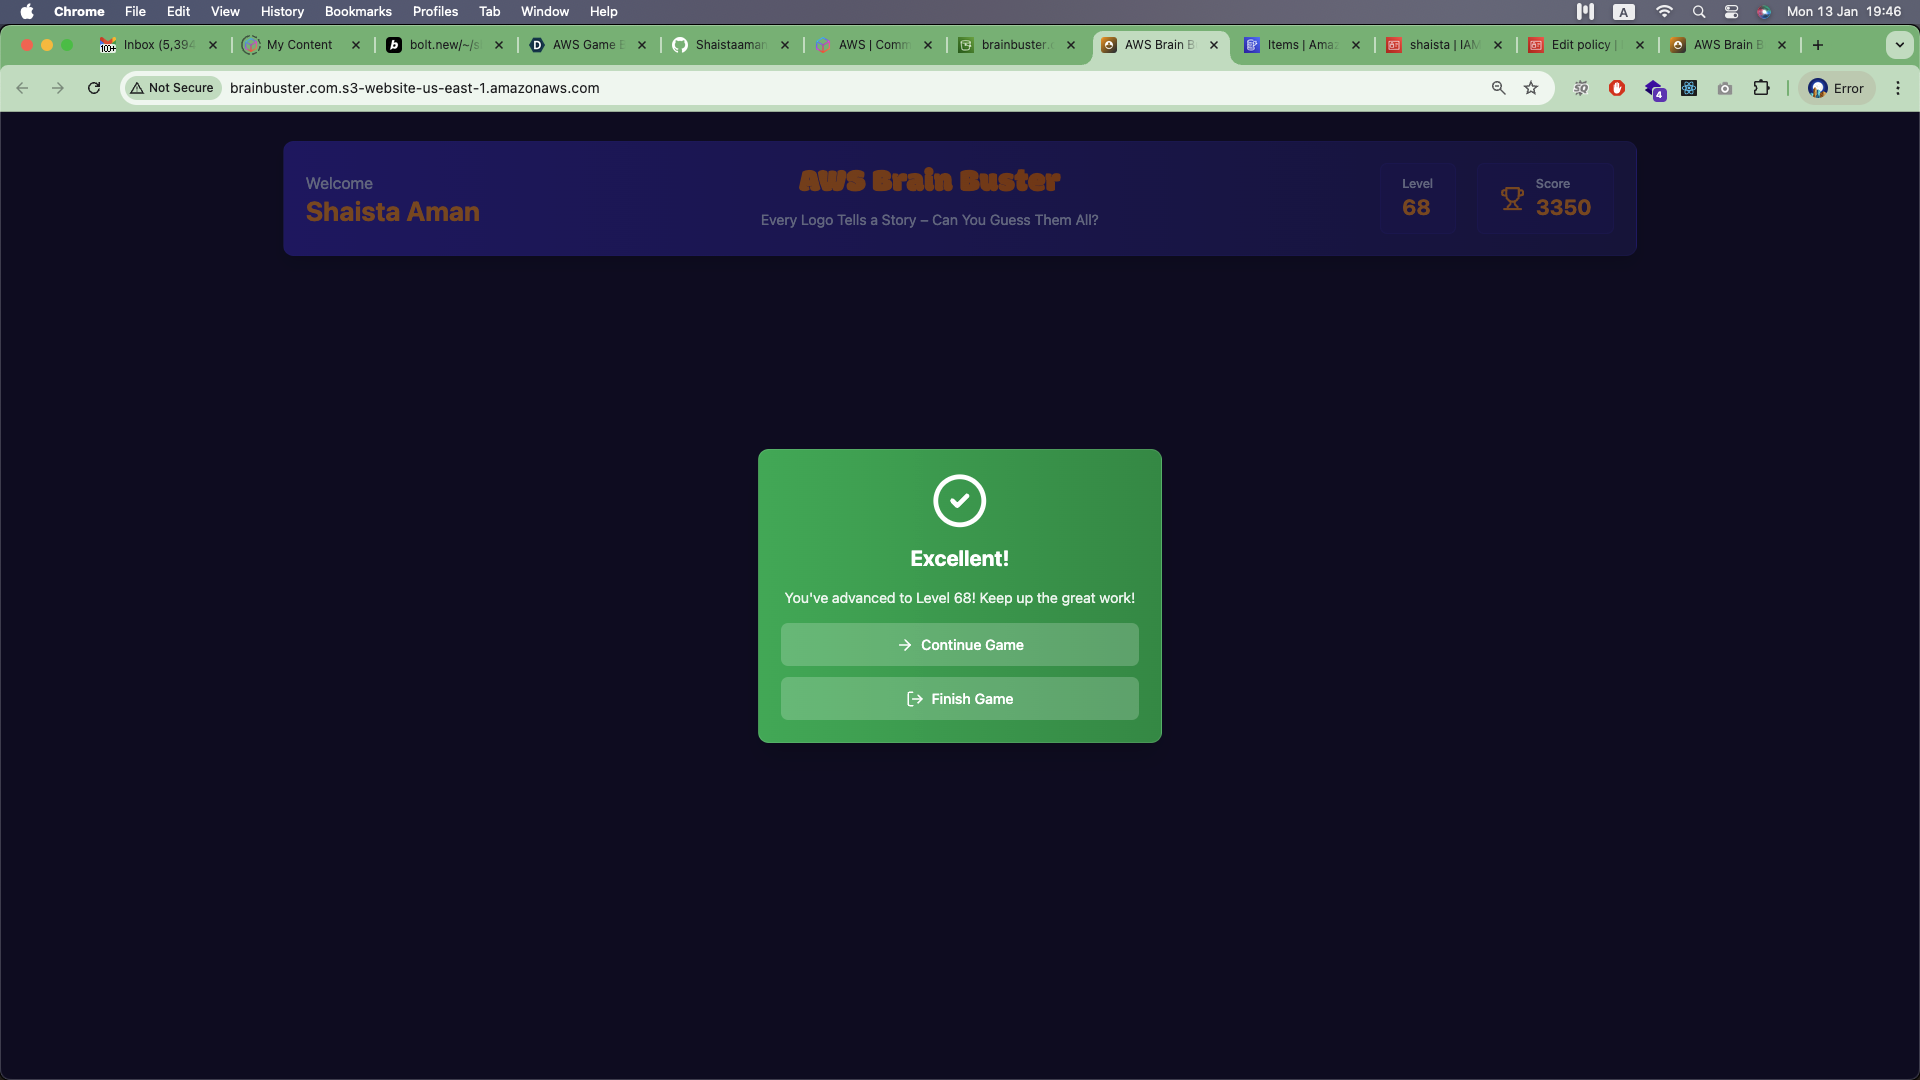 Chrome File Edit View History Bookmarks Profiles Tab Window Help A Mon 13 Jan 19:46
100+ Inbox (5,394 My Content b bolt.new/~/s D AWS Game Shaistaaman AWS | Comm brainbuster.c AWS Brain B Items | Amaz shaista | IAM Edit policy | AWS Brain B
Not Secure brainbuster.com.s3-website-us-east-1.amazonaws.com SQ 4 Error
Welcome
Shaista Aman
AWS Brain Buster
Every Logo Tells a Story – Can You Guess Them All?
Level
68
Score
3350
Excellent!
You've advanced to Level 68! Keep up the great work!
Continue Game
Finish Game